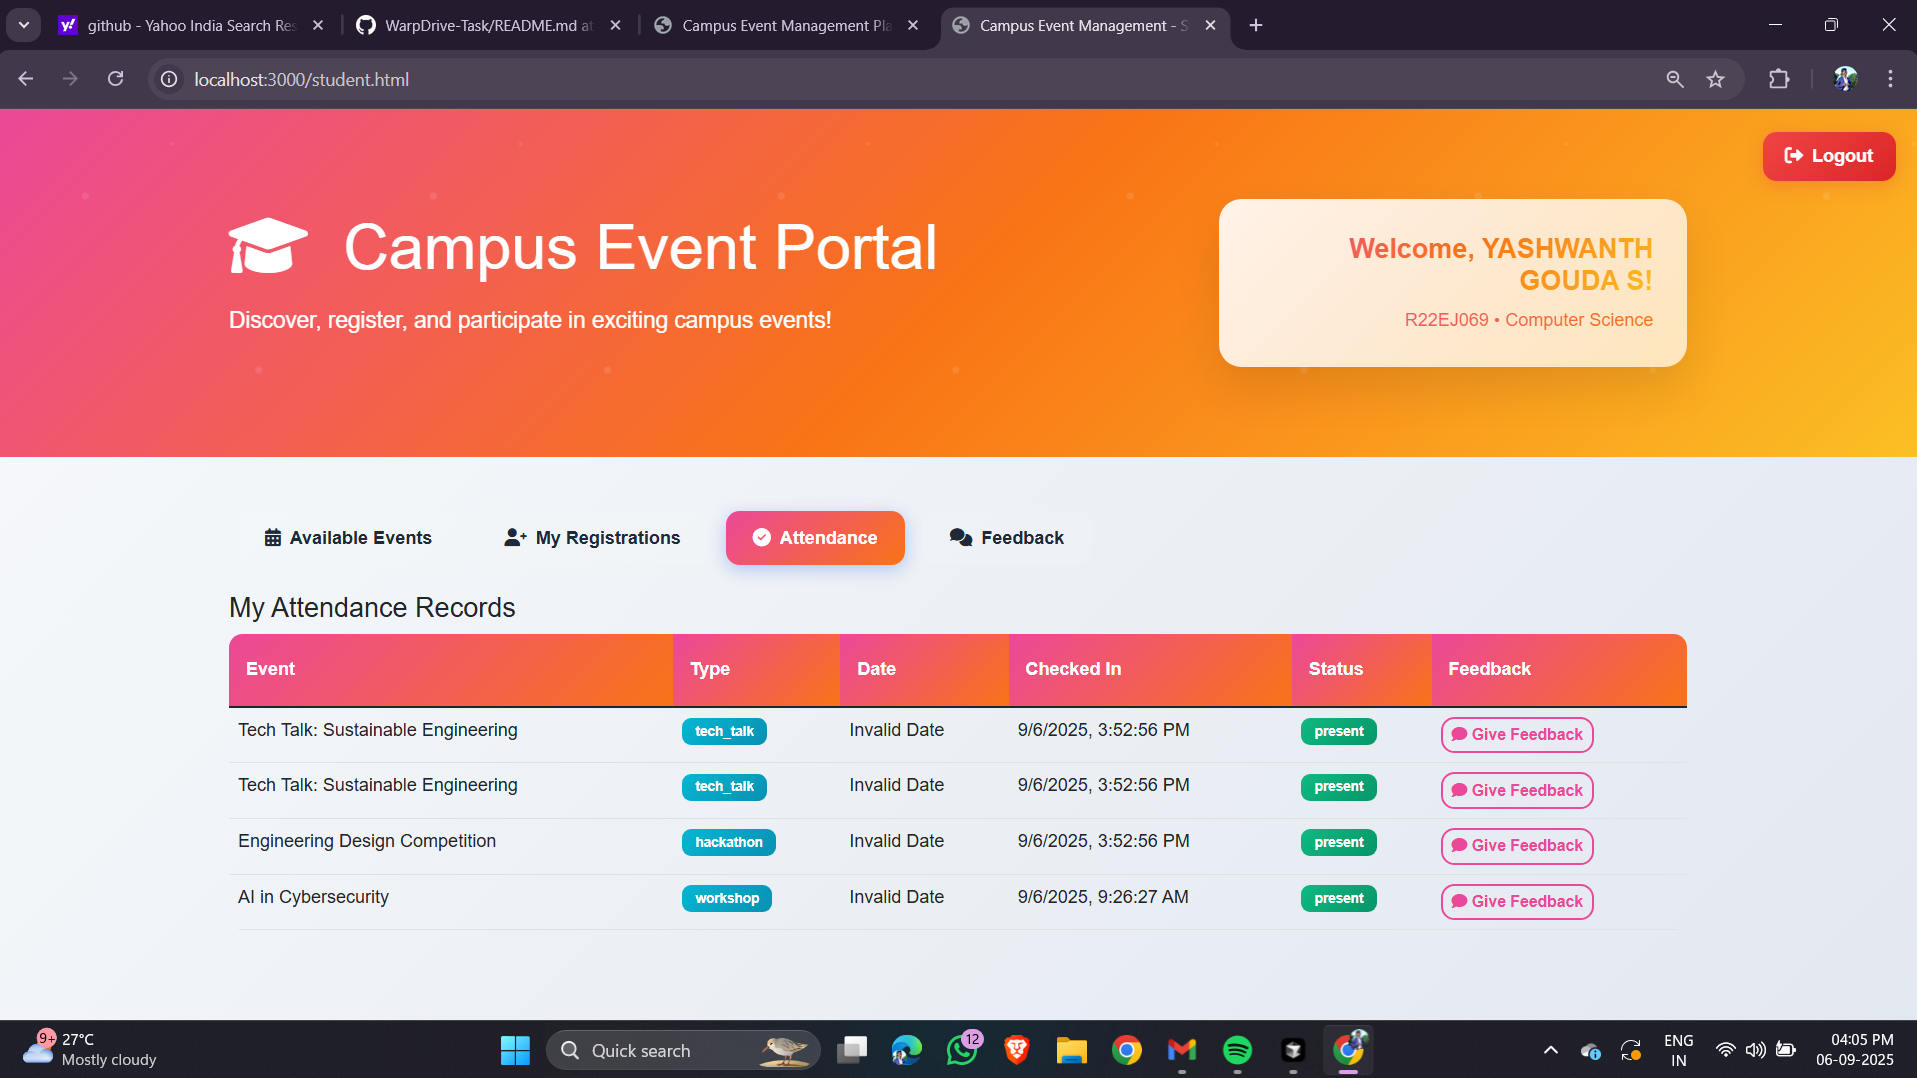 github - Yahoo India Search Res
WarpDrive-Task/README.md at
Campus Event Management Pla
Campus Event Management - S
localhost:3000/student.html
Logout
Campus Event Portal
Discover, register, and participate in exciting campus events!
Welcome, YASHWANTH
GOUDA S!
R22EJ069 • Computer Science
Available Events
My Registrations
Attendance
Feedback
My Attendance Records
Event Type Date Checked In Status Feedback
Tech Talk: Sustainable Engineering tech_talk Invalid Date 9/6/2025, 3:52:56 PM present Give Feedback
Tech Talk: Sustainable Engineering tech_talk Invalid Date 9/6/2025, 3:52:56 PM present Give Feedback
Engineering Design Competition hackathon Invalid Date 9/6/2025, 3:52:56 PM present Give Feedback
AI in Cybersecurity workshop Invalid Date 9/6/2025, 9:26:27 AM present Give Feedback
9+
27°C
Mostly cloudy
Quick search
12
ENG
IN
04:05 PM
06-09-2025